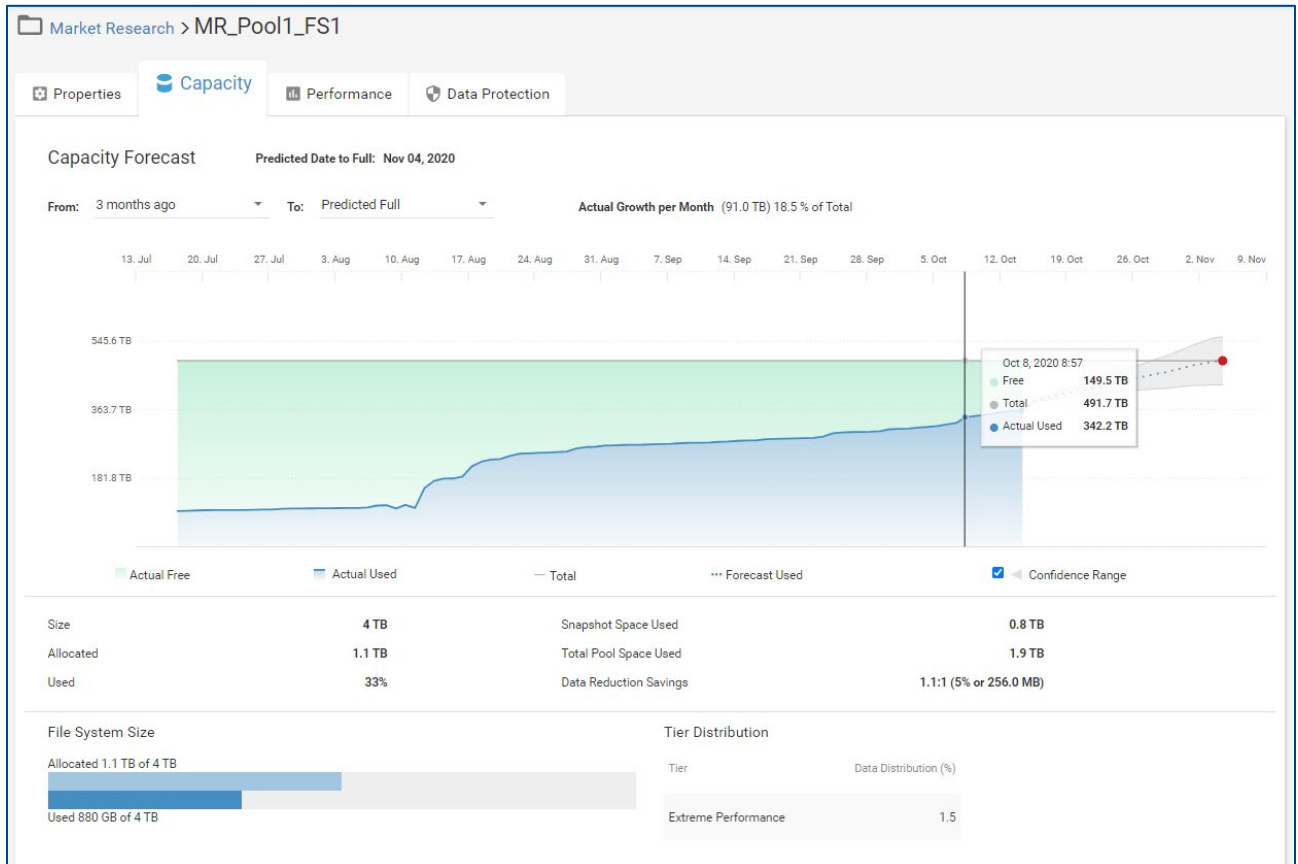 Market Research > MR_Pool1_FS1
Properties Capacity Performance Data Protection
Capacity Forecast Predicted Date to Full: Nov 04, 2020
From: 3 months ago To: Predicted Full Actual Growth per Month (91.0 TB) 18.5 % of Total
13. Jul 20. Jul 27. Jul 3. Aug 10. Aug 17. Aug 24. Aug 31. Aug 7. Sep 14. Sep 21. Sep 28. Sep 5. Oct 12. Oct 19. Oct 26. Oct 2. Nov 9. Nov
545.6 TB
Oct 8, 2020 8:57
Free 149.5 TB
Total 491.7 TB
363.7 TB
Actual Used 342.2 TB
181.8 TB
Actual Free Actual Used Total Forecast Used Confidence Range
Size 4 TB Snapshot Space Used 0.8 TB
Allocated 1.1 TB Total Pool Space Used 1.9 TB
Used 33% Data Reduction Savings 1.1:1 (5% or 256.0 MB)
File System Size Tier Distribution
Allocated 1.1 TB of 4 TB
Tier Data Distribution (%)
Used 880 GB of 4 TB
Extreme Performance 1.5